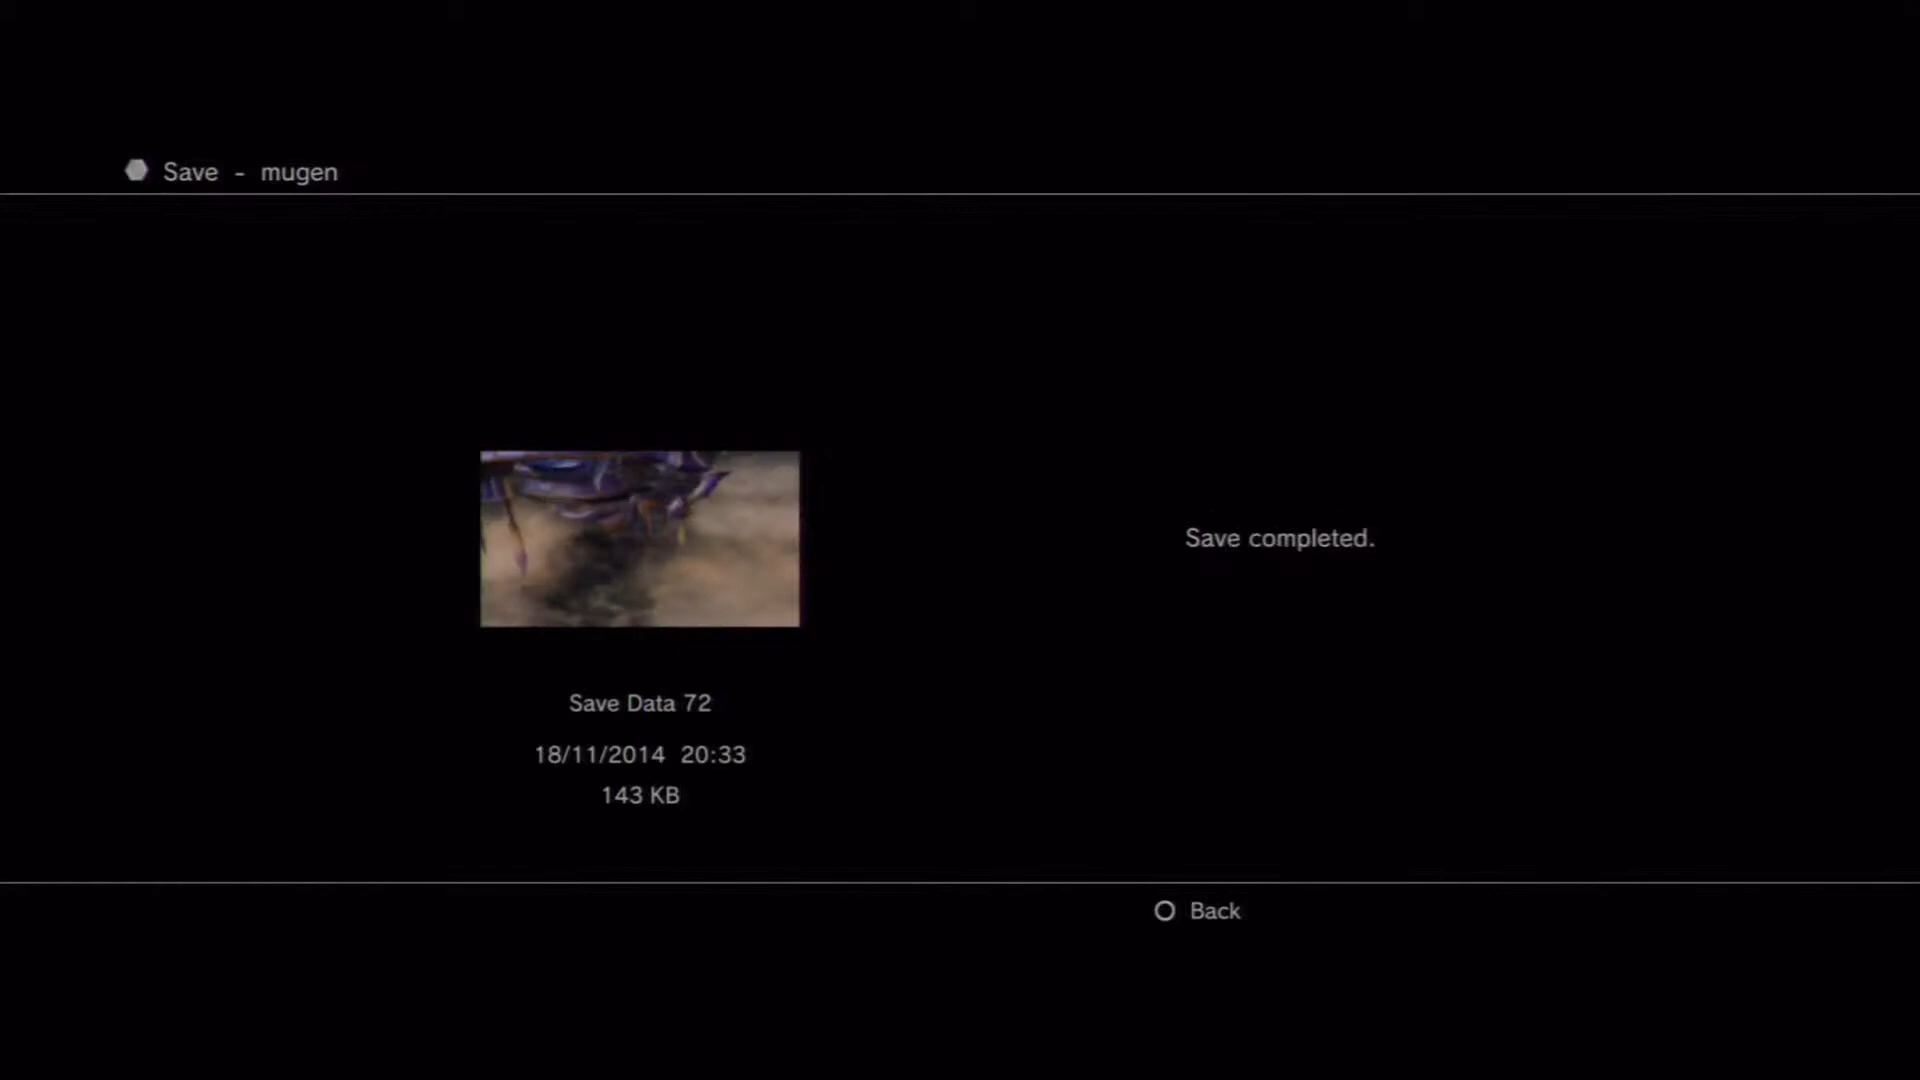 Save - mugen
Save completed.
Save Data 72
18/11/2014 20:33
143 KB
Back